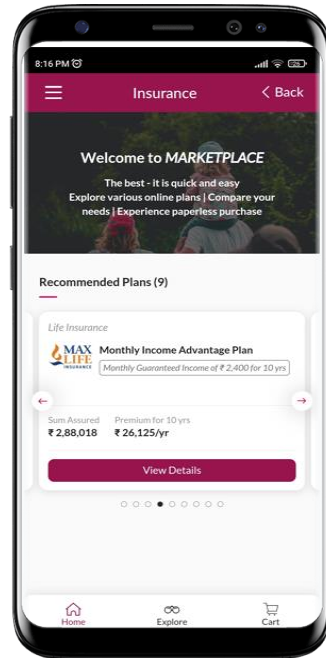 8:16 PM
Insurance
Back
Welcome to MARKETPLACE
The best - it is quick and easy
Explore various online plans | Compare your
needs | Experience paperless purchase
Recommended Plans (9)
Life Insurance
MAX
LIFE
INSURANCE
Monthly Income Advantage Plan
Monthly Guaranteed Income of ₹ 2,400 for 10 yrs
Sum Assured
Premium for 10 yrs
₹ 2,88,018
₹ 26,125/yr
View Details
Home
Explore
Cart